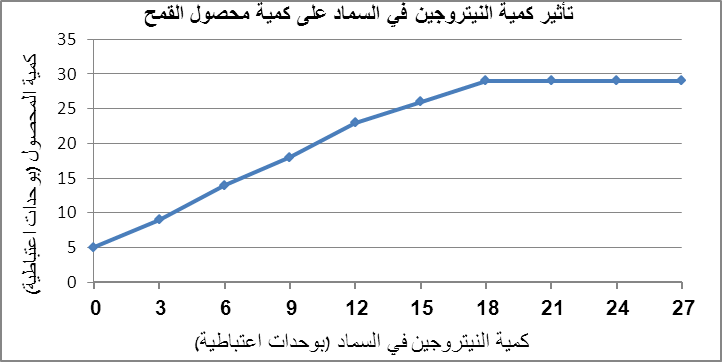 تأثير كمية النيتروجين في السماد على كمية محصول القمح
كمية المحصول (بوحدات اعتباطية)
35
30
25
20
15
10
5
0
0 3 6 9 12 15 18 21 24 27
كمية النيتروجين في السماد (بوحدات اعتباطية)